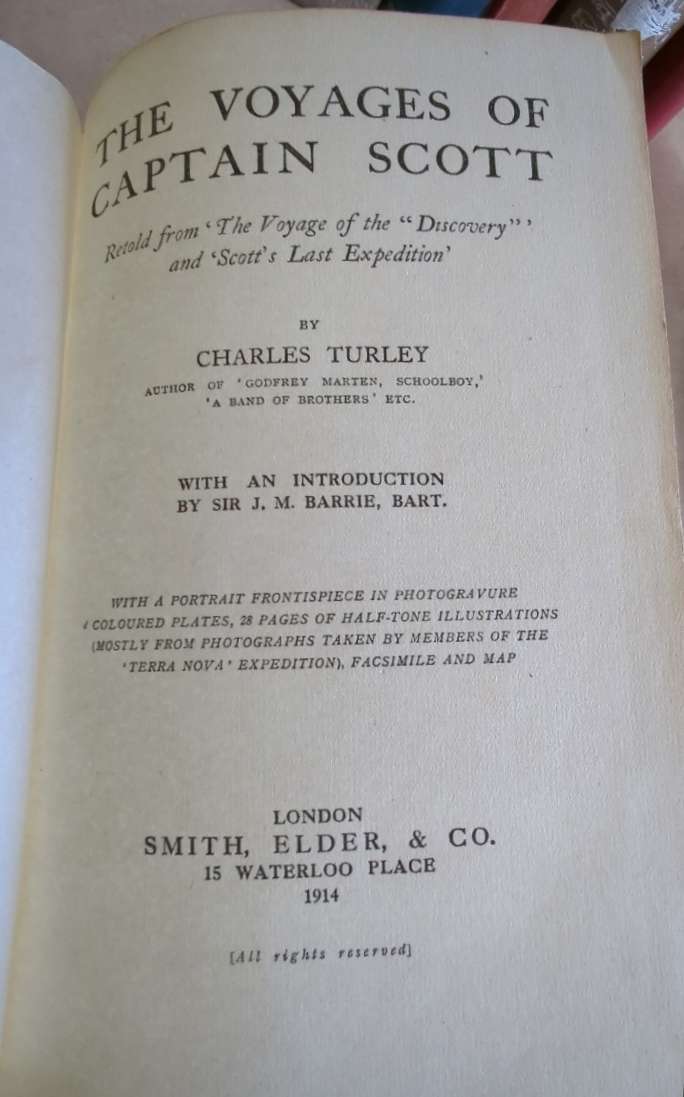 THE VOYAGES OF
CAPTAIN SCOTT
Retold from ‘The Voyage of the “Discovery”’
and ‘Scott’s Last Expedition’
BY
CHARLES TURLEY
AUTHOR OF ‘GODFREY MARTEN, SCHOOLBOY,’
‘A BAND OF BROTHERS’ ETC.
WITH AN INTRODUCTION
BY SIR J. M. BARRIE, BART.
WITH A PORTRAIT FRONTISPIECE IN PHOTOGRAVURE
4 COLOURED PLATES, 28 PAGES OF HALF-TONE ILLUSTRATIONS
(MOSTLY FROM PHOTOGRAPHS TAKEN BY MEMBERS OF THE
‘TERRA NOVA’ EXPEDITION), FACSIMILE AND MAP
LONDON
SMITH, ELDER, & CO.
15 WATERLOO PLACE
1914
[All rights reserved]